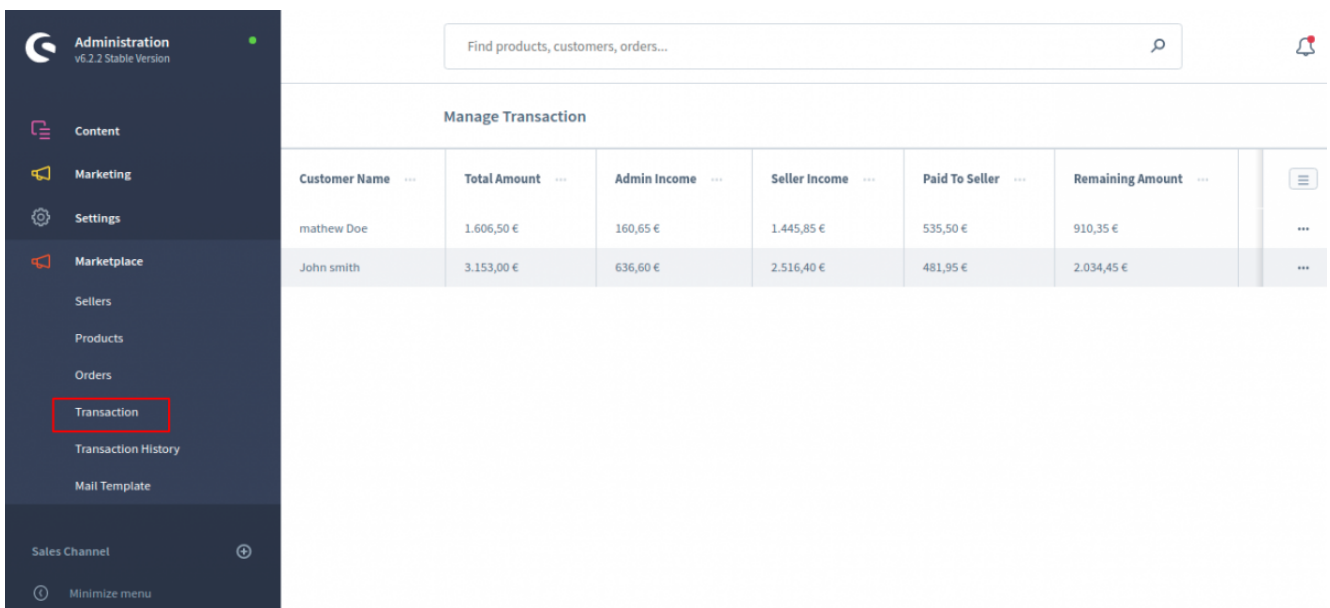 Administration
v6.2.2 Stable Version
Find products, customers, orders...
Manage Transaction
Content
Marketing
Settings
Marketplace
Sellers
Products
Orders
Transaction
Transaction History
Mail Template
Sales Channel
Minimize menu
Customer Name ... Total Amount ... Admin Income ... Seller Income ... Paid To Seller ... Remaining Amount ...
mathew Doe 1.606,50 € 160,65 € 1.445,85 € 535,50 € 910,35 € ...
John smith 3.153,00 € 636,60 € 2.516,40 € 481,95 € 2.034,45 € ...